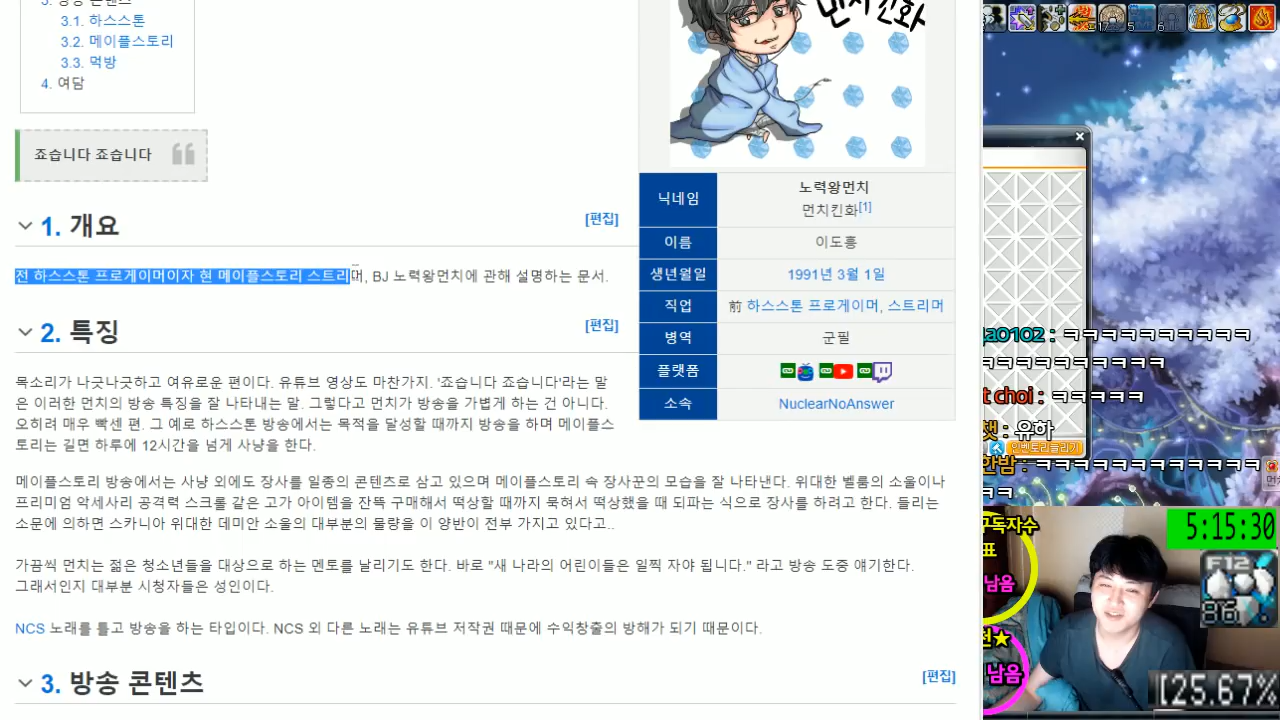 3.1. 하스스톤
3.2. 메이플스토리
3.3. 먹방
4. 여담
죠습니다 죠습니다
1. 개요
[편집]
전 하스스톤 프로게이머이자 현 메이플스토리 스트리머, BJ 노력왕먼치에 관해 설명하는 문서.
2. 특징
[편집]
목소리가 나긋나긋하고 여유로운 편이다. 유튜브 영상도 마찬가지. '죠습니다 죠습니다'라는 말
은 이러한 먼치의 방송 특징을 잘 나타내는 말. 그렇다고 먼치가 방송을 가볍게 하는 건 아니다.
오히려 매우 빡센 편. 그 예로 하스스톤 방송에서는 목적을 달성할 때까지 방송을 하며 메이플스
토리는 길면 하루에 12시간을 넘게 사냥을 한다.
메이플스토리 방송에서는 사냥 외에도 장사를 일종의 콘텐츠로 삼고 있으며 메이플스토리 속 장사꾼의 모습을 잘 나타낸다. 위대한 벨룸의 소울이나
프리미엄 악세사리 공격력 스크롤 같은 고가 아이템을 잔뜩 구매해서 떡상할 때까지 묵혀서 떡상했을 때 되파는 식으로 장사를 하려고 한다. 들리는
소문에 의하면 스카니아 위대한 데미안 소울의 대부분의 물량을 이 양반이 전부 가지고 있다고..
가끔씩 먼치는 젊은 청소년들을 대상으로 하는 멘토를 날리기도 한다. 바로 "새 나라의 어린이들은 일찍 자야 됩니다." 라고 방송 도중 얘기한다.
그래서인지 대부분 시청자들은 성인이다.
NCS 노래를 틀고 방송을 하는 타입이다. NCS 외 다른 노래는 유튜브 저작권 때문에 수익창출의 방해가 되기 때문이다.
3. 방송 콘텐츠
[편집]
먼치킨화
닉네임
노력왕먼치
먼치킨화[1]
이름
이도흥
생년월일
1991년 3월 1일
직업
前 하스스톤 프로게이머, 스트리머
병역
군필
플랫폼
소속
NuclearNoAnswer
a0102 : ㅋㅋㅋㅋㅋㅋㅋㅋㅋㅋ
ㅋㅋㅋㅋㅋㅋㅋㅋㅋㅋ
t choi : ㅋㅋㅋㅋㅋ
챗 : 유하
인벤토리늘리기
한밤 : ㅋㅋㅋㅋㅋㅋㅋㅋㅋㅋㅋㅋ
ㅋㅋ
구독자수
표
남음
천★
남음
5:15:30
F12
96
[25.67%